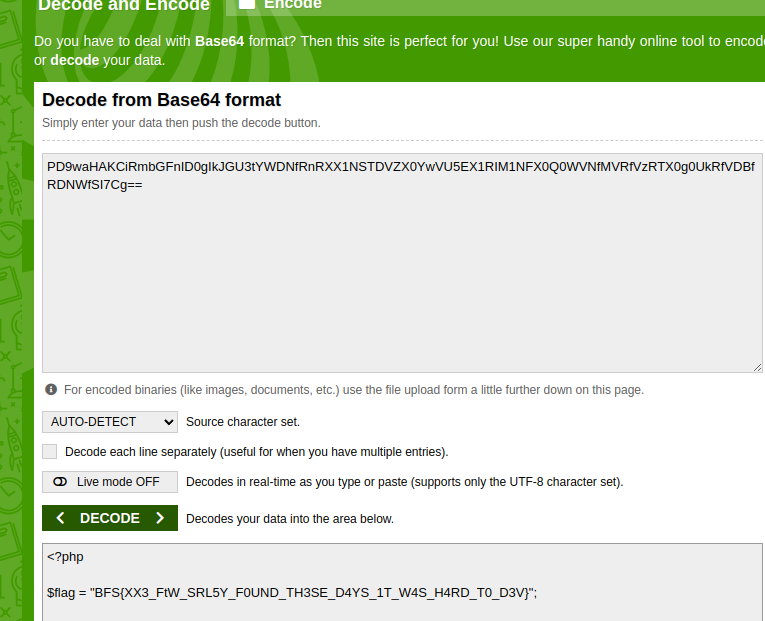 Decode and Encode
Encode
Do you have to deal with Base64 format? Then this site is perfect for you! Use our super handy online tool to encode
or decode your data.
Decode from Base64 format
Simply enter your data then push the decode button.
PD9waHAKCiRmbGFnID0gIkJGU3tYWDNfRnRXX1NSTDVZX0YwVU5EX1RIM1NFX0Q0WVNfMVRfVzRTX0g0UkRfVDBf
RDNWfSI7Cg==
For encoded binaries (like images, documents, etc.) use the file upload form a little further down on this page.
AUTO-DETECT Source character set.
Decode each line separately (useful for when you have multiple entries).
Live mode OFF Decodes in real-time as you type or paste (supports only the UTF-8 character set).
DECODE Decodes your data into the area below.
<?php
$flag = "BFS{XX3_FtW_SRL5Y_F0UND_TH3SE_D4YS_1T_W4S_H4RD_T0_D3V}";